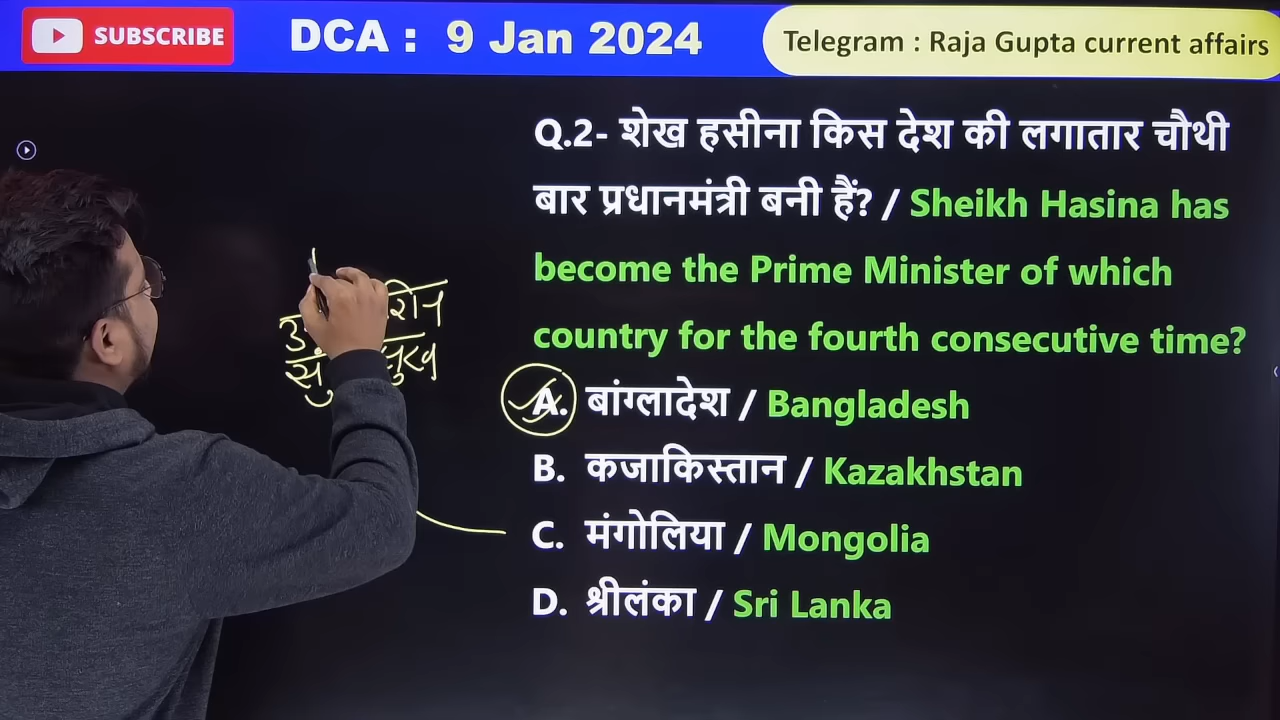 SUBSCRIBE
DCA : 9 Jan 2024
Telegram : Raja Gupta current affairs
Q.2- शेख हसीना किस देश की लगातार चौथी
बार प्रधानमंत्री बनी हैं? / Sheikh Hasina has
become the Prime Minister of which
country for the fourth consecutive time?
A. बांग्लादेश / Bangladesh
B. कजाकिस्तान / Kazakhstan
C. मंगोलिया / Mongolia
D. श्रीलंका / Sri Lanka